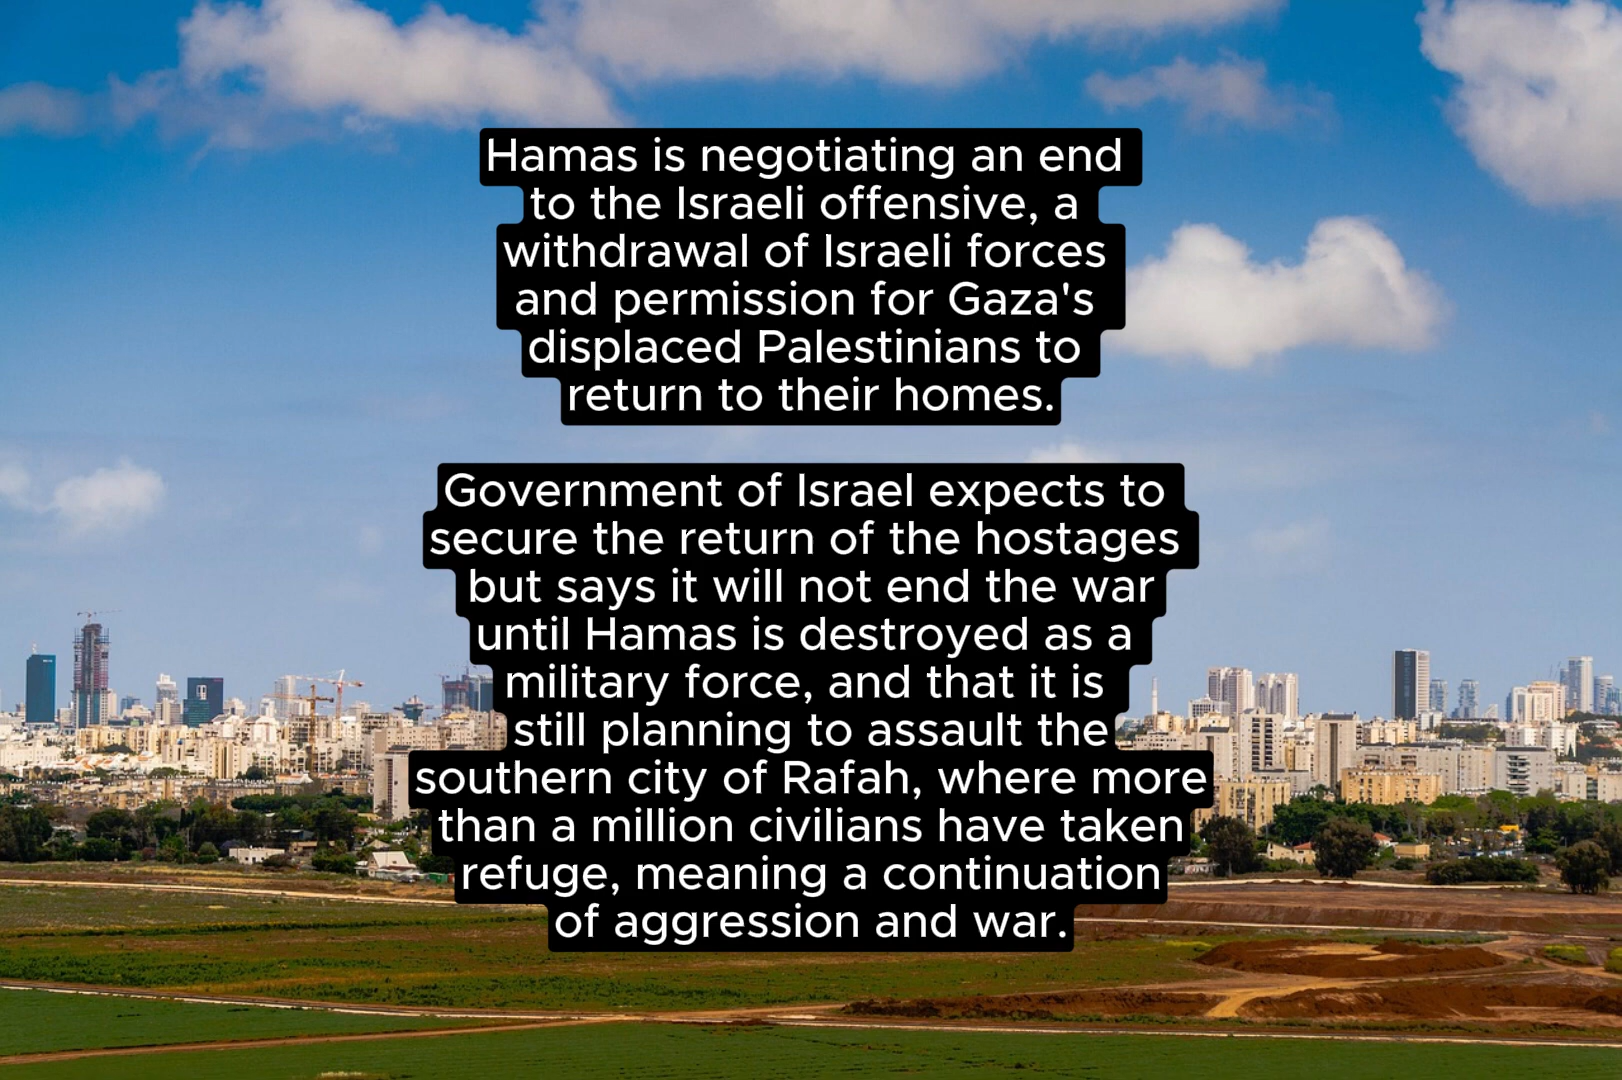 Hamas is negotiating an end
to the Israeli offensive, a
withdrawal of Israeli forces
and permission for Gaza's
displaced Palestinians to
return to their homes.
Government of Israel expects to
secure the return of the hostages
but says it will not end the war
until Hamas is destroyed as a
military force, and that it is
still planning to assault the
southern city of Rafah, where more
than a million civilians have taken
refuge, meaning a continuation
of aggression and war.